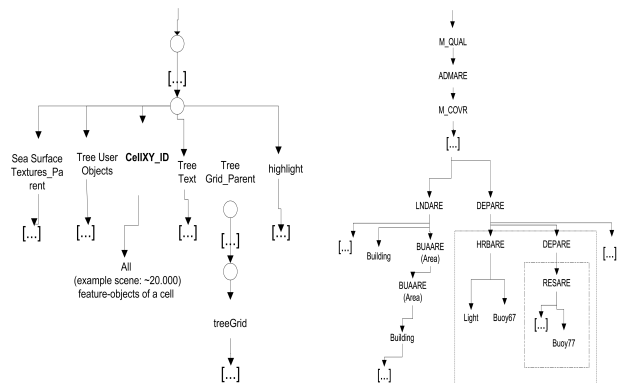 [...]
Sea Surface
Textures_Pa
rent
Tree User
Objects
CellXY_ID
Tree
Text
Tree
Grid_Parent
highlight
[...]
[...]
[...]
[...]
[...]
All
(example scene: ~20.000)
feature-objects of a cell
treeGrid
[...]
M_QUAL
ADMARE
M_COVR
[...]
LNDARE
DEPARE
[...]
Building
BUAARE
(Area)
HRBARE
DEPARE
[...]
BUAARE
(Area)
RESARE
Light
Buoy67
[...]
Buoy77
Building
[...]